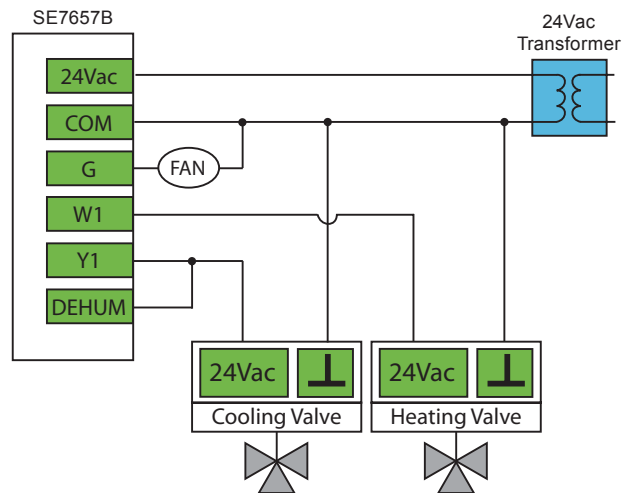 SE7657B
24Vac
Transformer
24Vac
COM
G
FAN
W1
Y1
DEHUM
24Vac
24Vac
Cooling Valve
Heating Valve